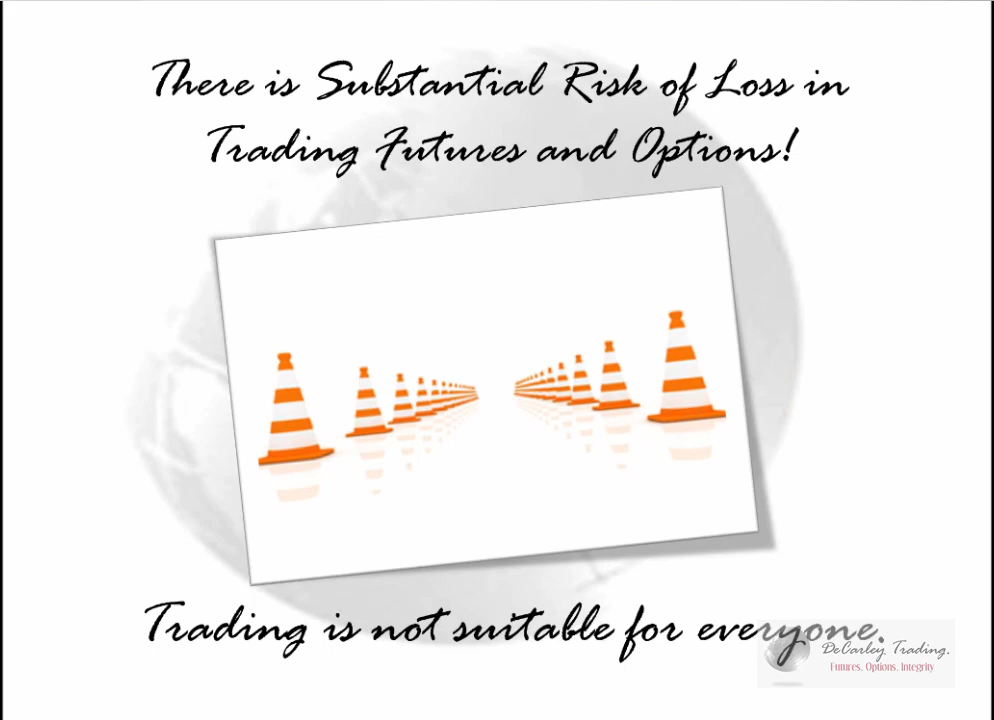 There is Substantial Risk of Loss in
Trading Futures and Options!
Trading is not suitable for everyone.
DeCarley Trading.
Futures, Options, Integrity